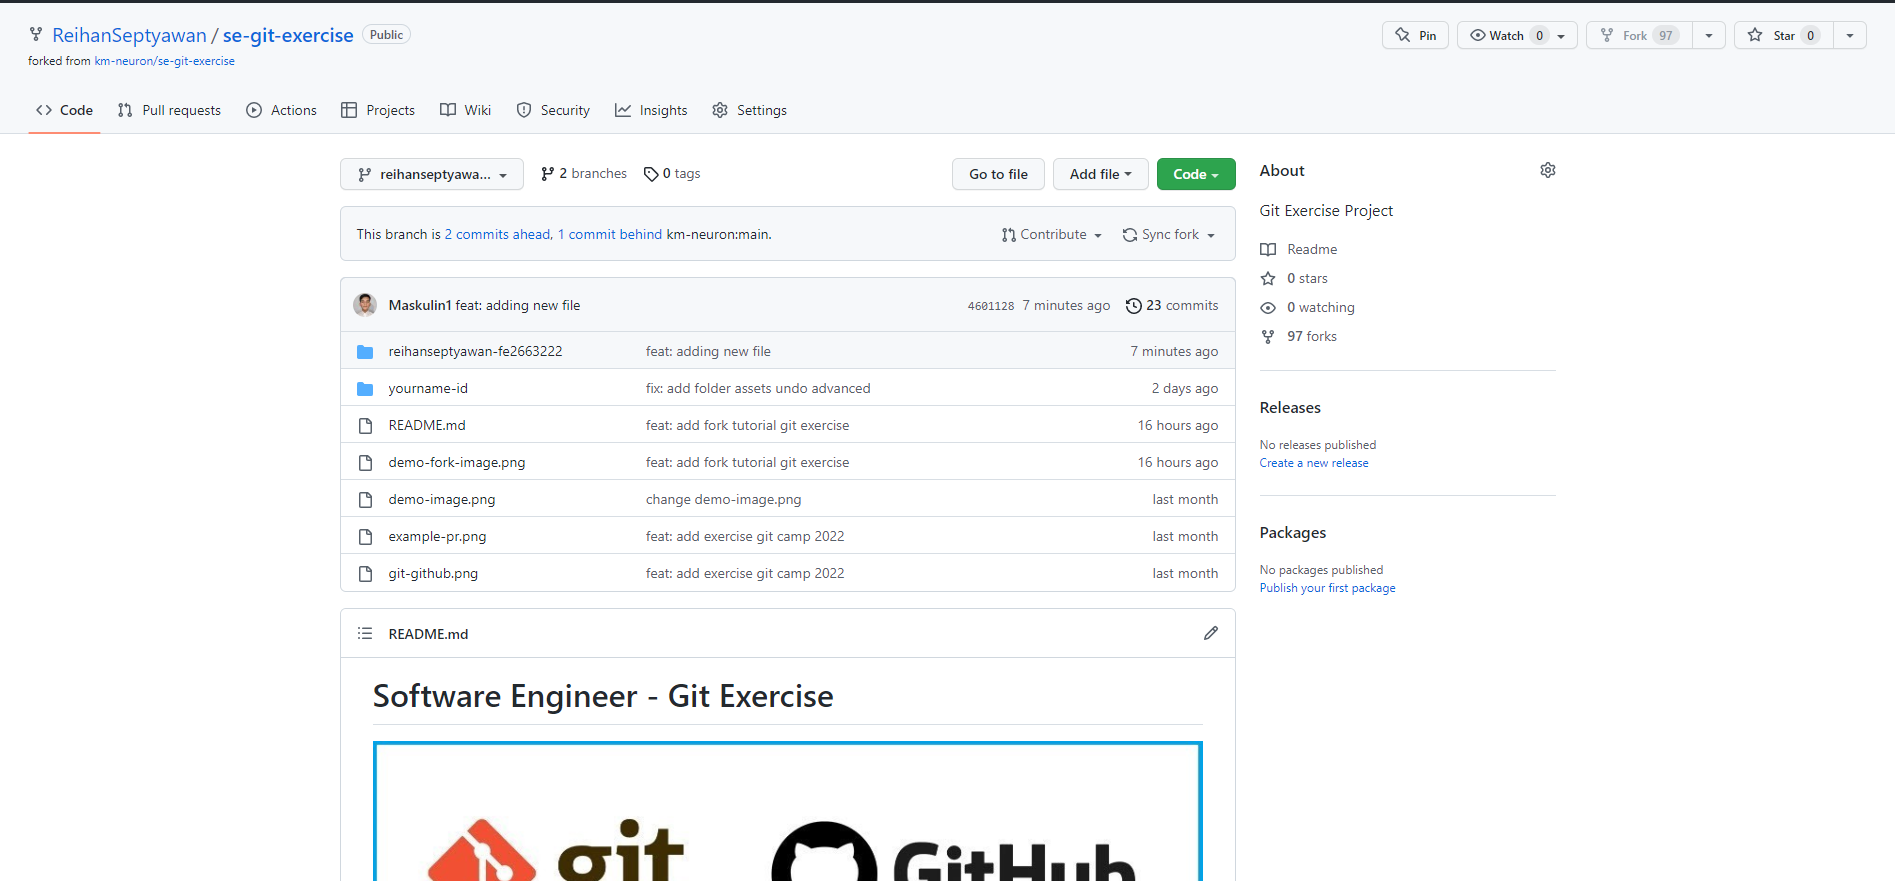 ReihanSeptyawan / se-git-exercise Public
Pin
Watch 0
Fork 97
Star 0
forked from km-neuron/se-git-exercise
Code
Pull requests
Actions
Projects
Wiki
Security
Insights
Settings
reihanseptyawa...
2 branches
0 tags
Go to file
Add file
Code
This branch is 2 commits ahead, 1 commit behind km-neuron:main.
Contribute
Sync fork
Maskulin1 feat: adding new file 4601128 7 minutes ago 23 commits
reihanseptyawan-fe2663222 feat: adding new file 7 minutes ago
yourname-id fix: add folder assets undo advanced 2 days ago
README.md feat: add fork tutorial git exercise 16 hours ago
demo-fork-image.png feat: add fork tutorial git exercise 16 hours ago
demo-image.png change demo-image.png last month
example-pr.png feat: add exercise git camp 2022 last month
git-github.png feat: add exercise git camp 2022 last month
README.md
Software Engineer - Git Exercise
git
GitHub
About
Git Exercise Project
Readme
0 stars
0 watching
97 forks
Releases
No releases published
Create a new release
Packages
No packages published
Publish your first package